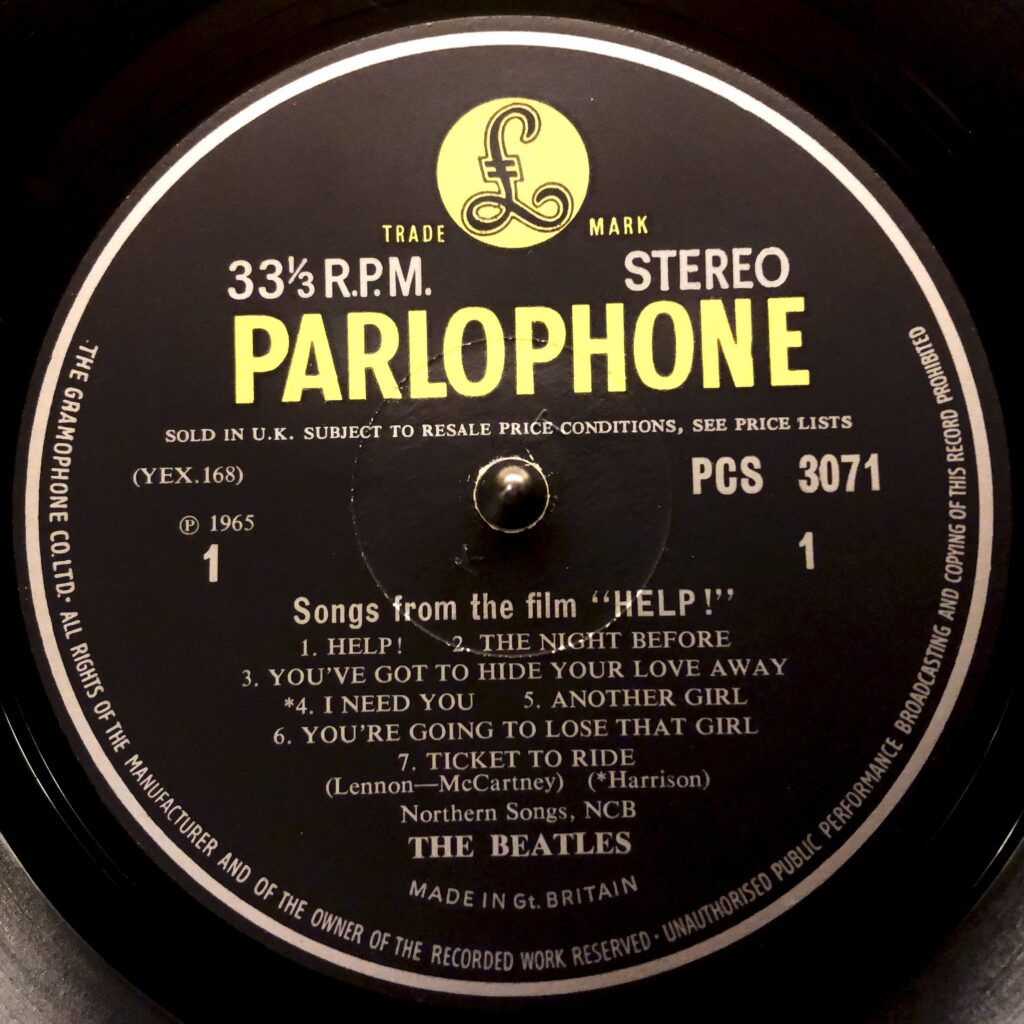 £
TRADE MARK
33⅓ R.P.M. STEREO
PARLOPHONE
SOLD IN U.K. SUBJECT TO RESALE PRICE CONDITIONS, SEE PRICE LISTS
(YEX.168) PCS 3071
℗ 1965
1 1
Songs from the film "HELP!"
1. HELP! 2. THE NIGHT BEFORE
3. YOU'VE GOT TO HIDE YOUR LOVE AWAY
*4. I NEED YOU 5. ANOTHER GIRL
6. YOU'RE GOING TO LOSE THAT GIRL
7. TICKET TO RIDE
(Lennon—McCartney) (*Harrison)
Northern Songs, NCB
THE BEATLES
MADE IN Gt. BRITAIN
THE GRAMOPHONE CO. LTD. · ALL RIGHTS OF THE MANUFACTURER AND OF THE OWNER OF THE RECORDED WORK RESERVED · UNAUTHORISED PUBLIC PERFORMANCE BROADCASTING AND COPYING OF THIS RECORD PROHIBITED